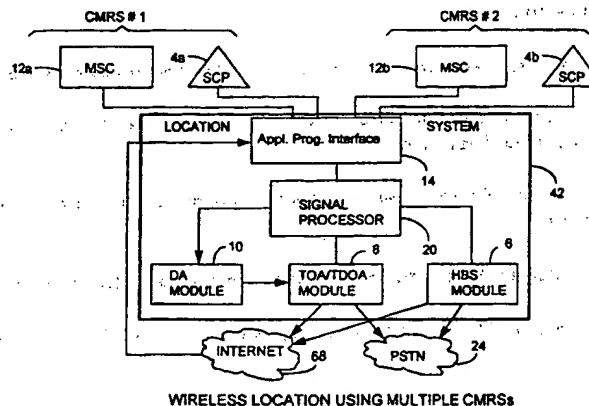 CMRS # 1
CMRS # 2
12a
MSC
4a
SCP
12b
MSC
4b
SCP
LOCATION
Appl. Prog. Interface
SYSTEM
14
42
SIGNAL
PROCESSOR
20
10
DA
MODULE
8
TOA/TDOA
MODULE
6
HBS
MODULE
INTERNET
68
PSTN
24
WIRELESS LOCATION USING MULTIPLE CMRSs